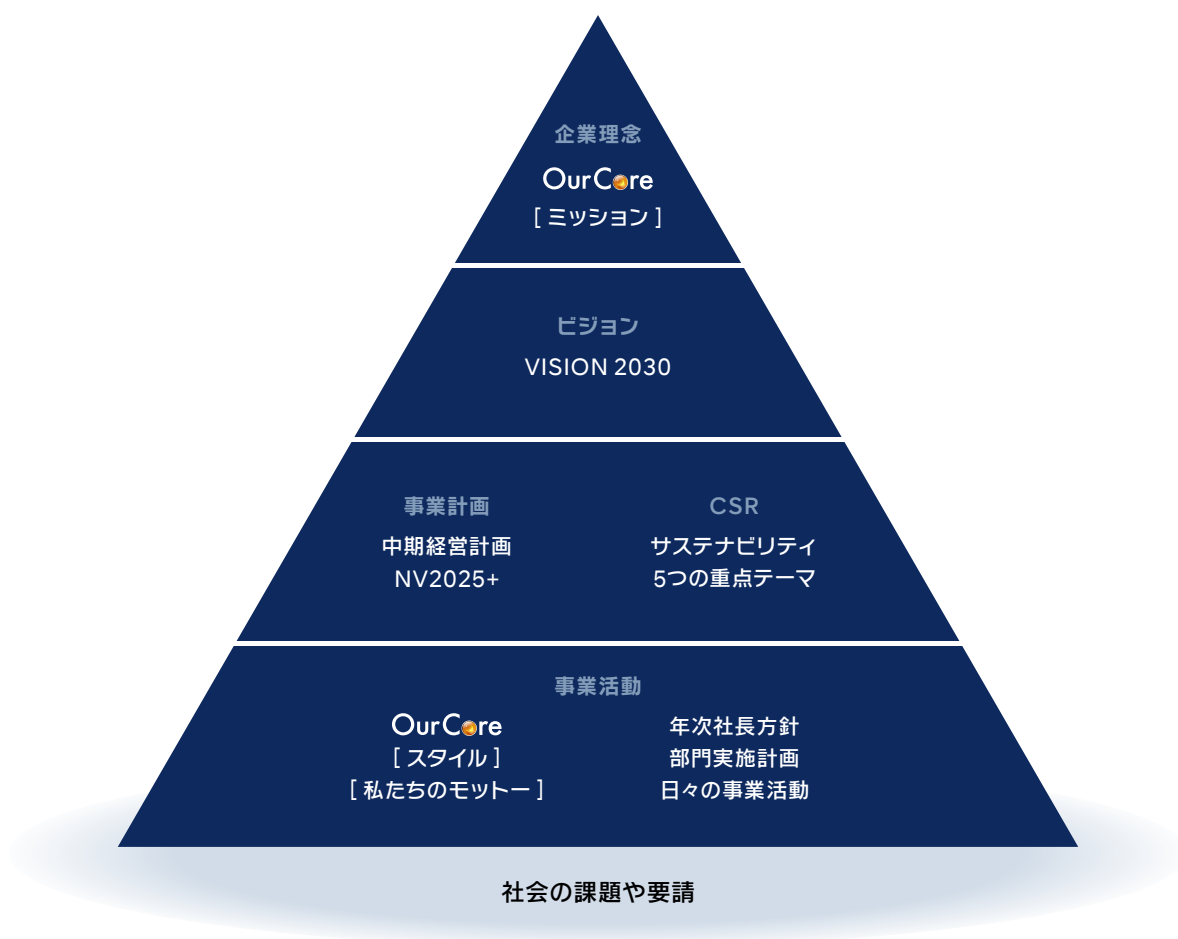 企業理念
OurCore
[ ミッション ]
ビジョン
VISION 2030
事業計画
中期経営計画
NV2025+
CSR
サステナビリティ
5つの重点テーマ
事業活動
OurCore
[ スタイル ]
[ 私たちのモットー ]
年次社長方針
部門実施計画
日々の事業活動
社会の課題や要請